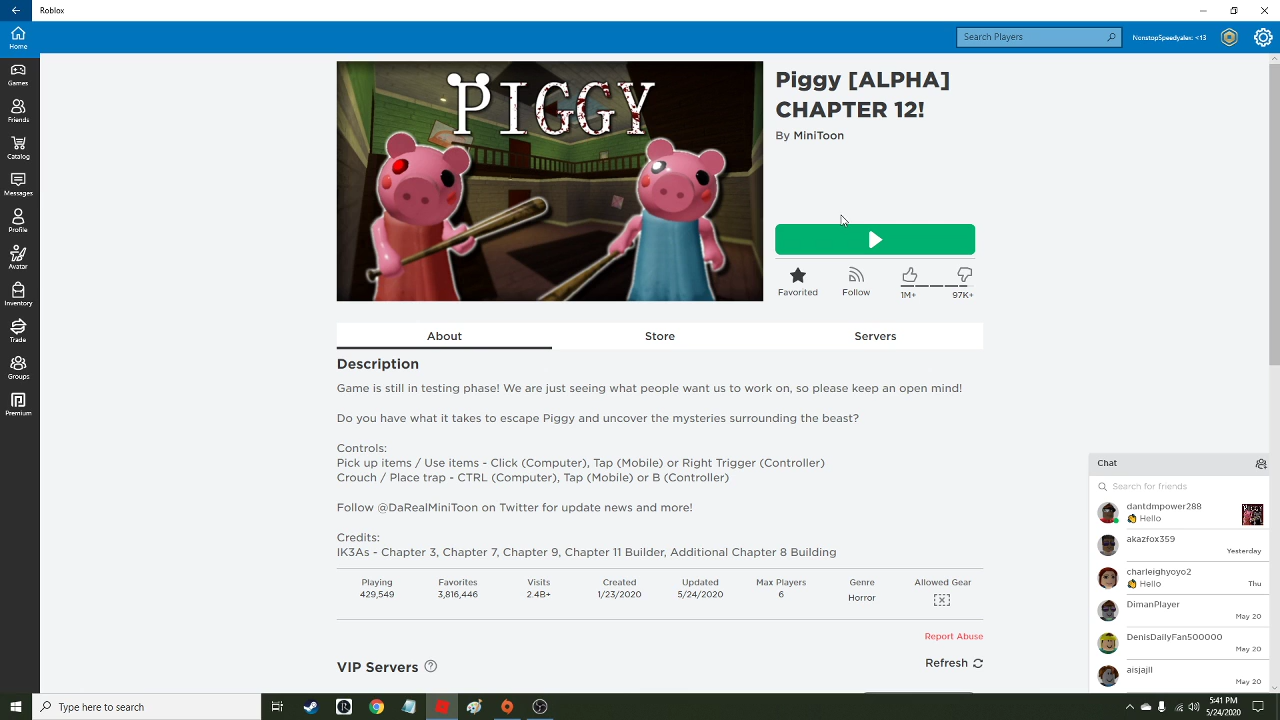 Roblox
Home
Search Players
NonstopSpeedyalex: <13
Games
Friends
Catalog
Messages
Profile
Avatar
Inventory
Trade
Groups
Premium
PIGGY
Piggy [ALPHA]
CHAPTER 12!
By MiniToon
Favorited
Follow
1M+
97K+
About
Store
Servers
Description
Game is still in testing phase! We are just seeing what people want us to work on, so please keep an open mind!
Do you have what it takes to escape Piggy and uncover the mysteries surrounding the beast?
Controls:
Pick up items / Use items - Click (Computer), Tap (Mobile) or Right Trigger (Controller)
Crouch / Place trap - CTRL (Computer), Tap (Mobile) or B (Controller)
Follow @DaRealMiniToon on Twitter for update news and more!
Credits:
IK3As - Chapter 3, Chapter 7, Chapter 9, Chapter 11 Builder, Additional Chapter 8 Building
Playing Favorites Visits Created Updated Max Players Genre Allowed Gear
429,549 3,816,446 2.4B+ 1/23/2020 5/24/2020 6 Horror
Report Abuse
VIP Servers
Refresh
Chat
Search for friends
dantdmpower288
Hello
akazfox359
Yesterday
charleighyoyo2
Hello
Thu
DimanPlayer
May 20
DenisDailyFan500000
May 20
aisjajll
May 20
Type here to search
5:41 PM
5/24/2020